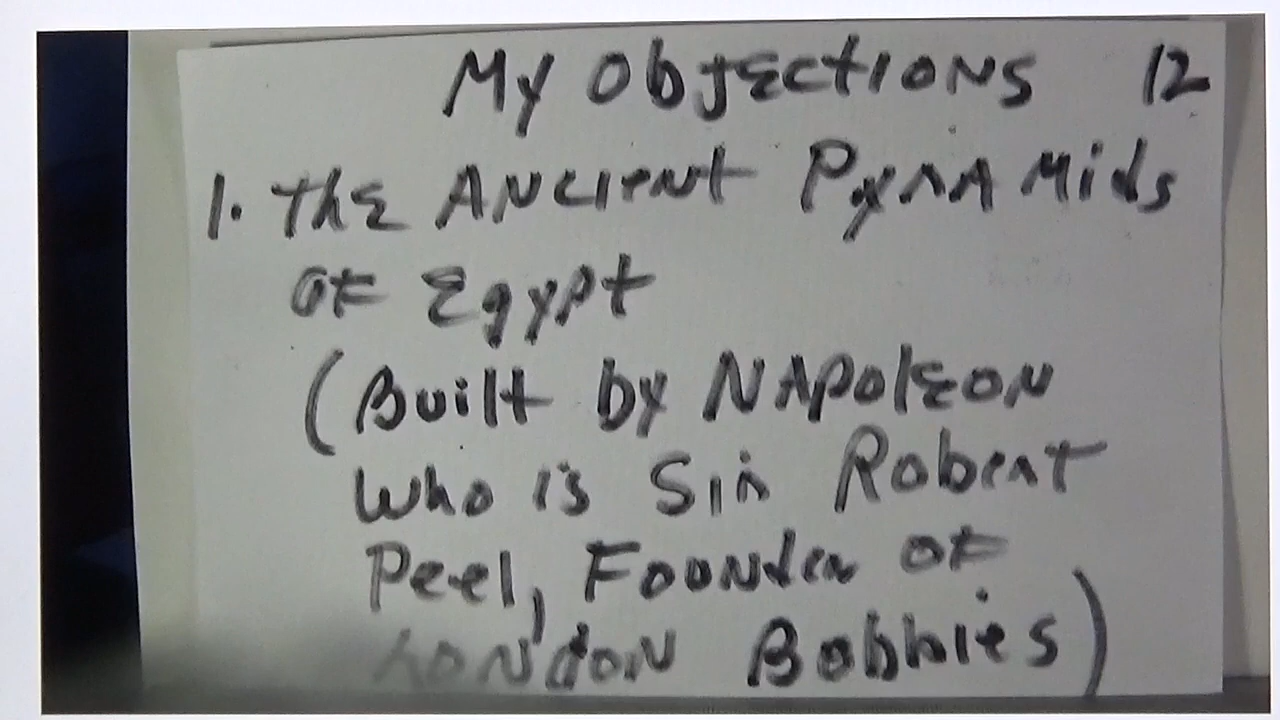 My Objections 12
1. The Ancient Pyramids
of Egypt
(Built by Napoleon
Who is Sir Robert
Peel, Founder of
London Bobbies)